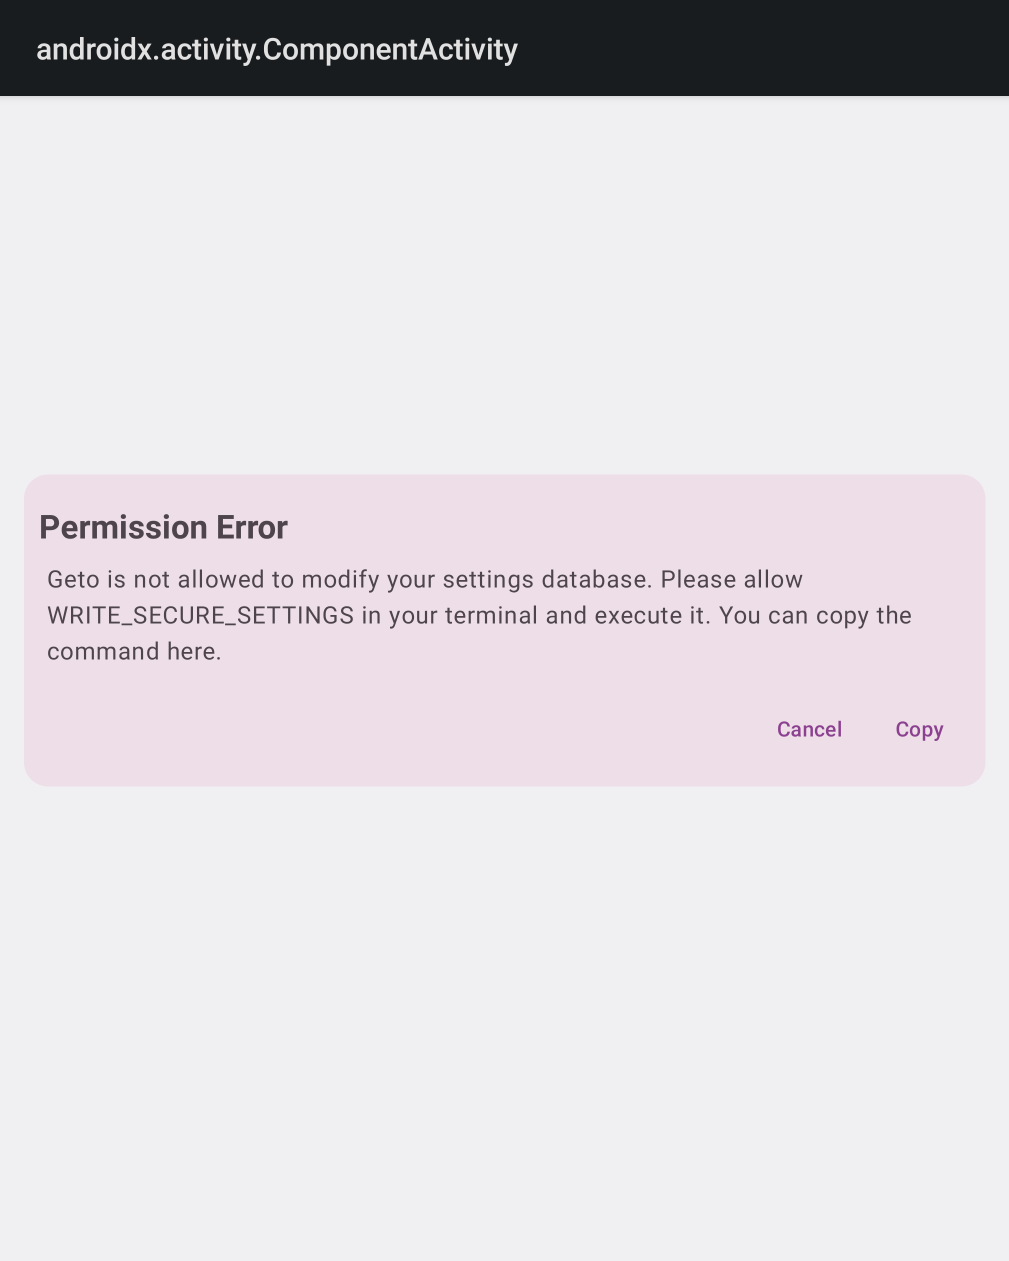 androidx.activity.ComponentActivity
Permission Error
Geto is not allowed to modify your settings database. Please allow
WRITE_SECURE_SETTINGS in your terminal and execute it. You can copy the
command here.
Cancel Copy